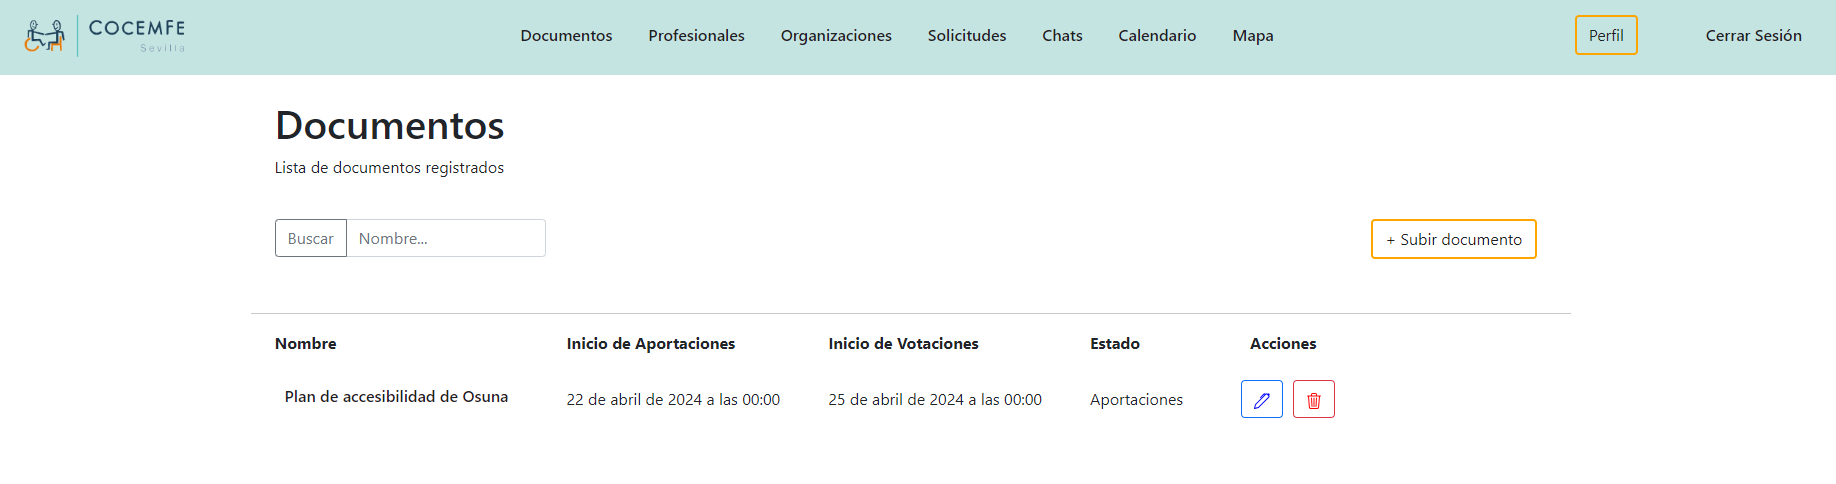 COCEMFE
Sevilla
Documentos Profesionales Organizaciones Solicitudes Chats Calendario Mapa Perfil Cerrar Sesión
Documentos
Lista de documentos registrados
Buscar Nombre... + Subir documento
Nombre Inicio de Aportaciones Inicio de Votaciones Estado Acciones
Plan de accesibilidad de Osuna 22 de abril de 2024 a las 00:00 25 de abril de 2024 a las 00:00 Aportaciones